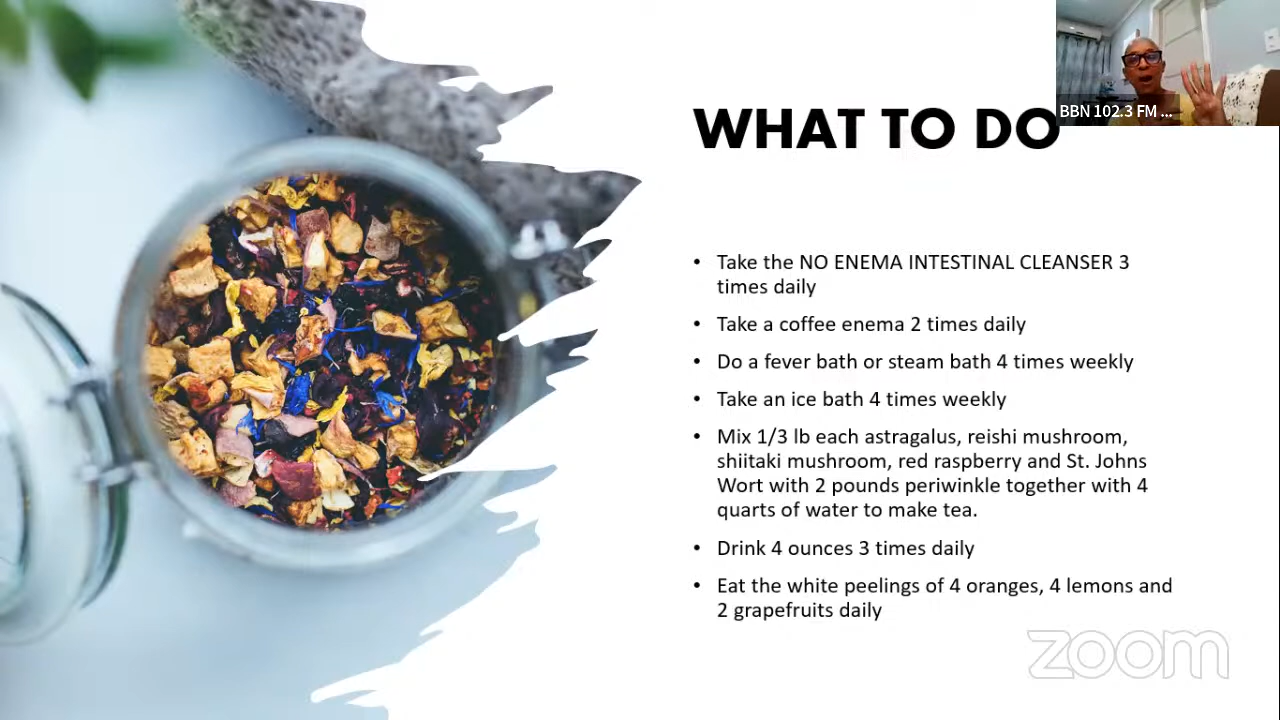 BBN 102.3 FM ...
WHAT TO DO
• Take the NO ENEMA INTESTINAL CLEANSER 3
times daily
• Take a coffee enema 2 times daily
• Do a fever bath or steam bath 4 times weekly
• Take an ice bath 4 times weekly
• Mix 1/3 lb each astragalus, reishi mushroom,
shiitaki mushroom, red raspberry and St. Johns
Wort with 2 pounds periwinkle together with 4
quarts of water to make tea.
• Drink 4 ounces 3 times daily
• Eat the white peelings of 4 oranges, 4 lemons and
2 grapefruits daily
zoom